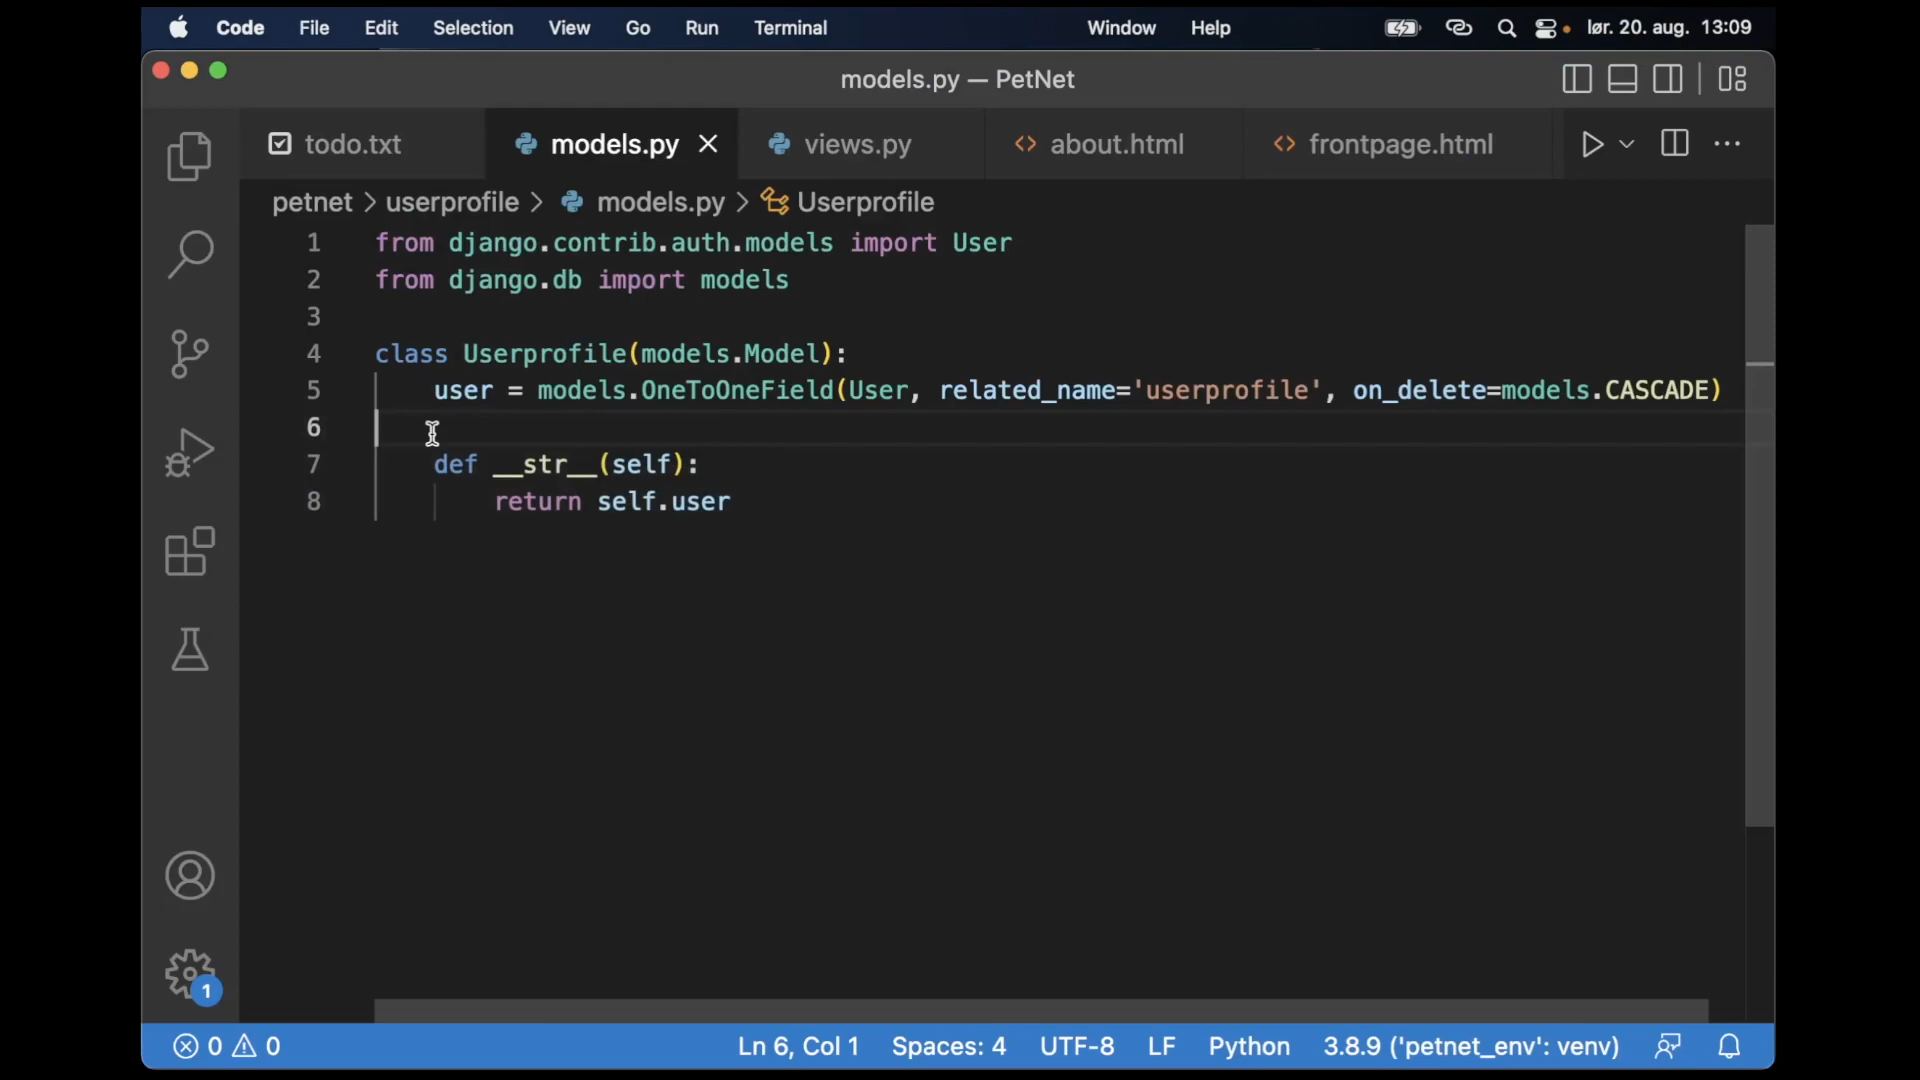 Code File Edit Selection View Go Run Terminal Window Help lør. 20. aug. 13:09
models.py — PetNet
todo.txt models.py views.py about.html frontpage.html
petnet > userprofile > models.py > Userprofile
1 from django.contrib.auth.models import User
2 from django.db import models
3
4 class Userprofile(models.Model):
5     user = models.OneToOneField(User, related_name='userprofile', on_delete=models.CASCADE)
6
7     def __str__(self):
8         return self.user
1
0 0 Ln 6, Col 1 Spaces: 4 UTF-8 LF Python 3.8.9 ('petnet_env': venv)